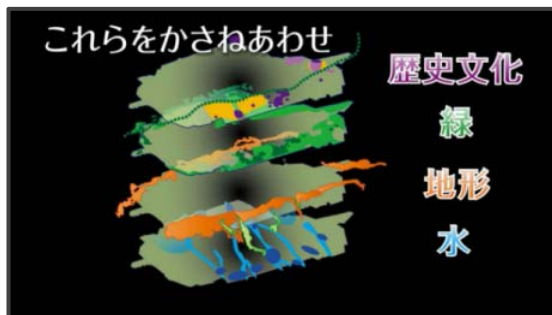 これらをかさねあわせ
歴史文化
緑
地形
水